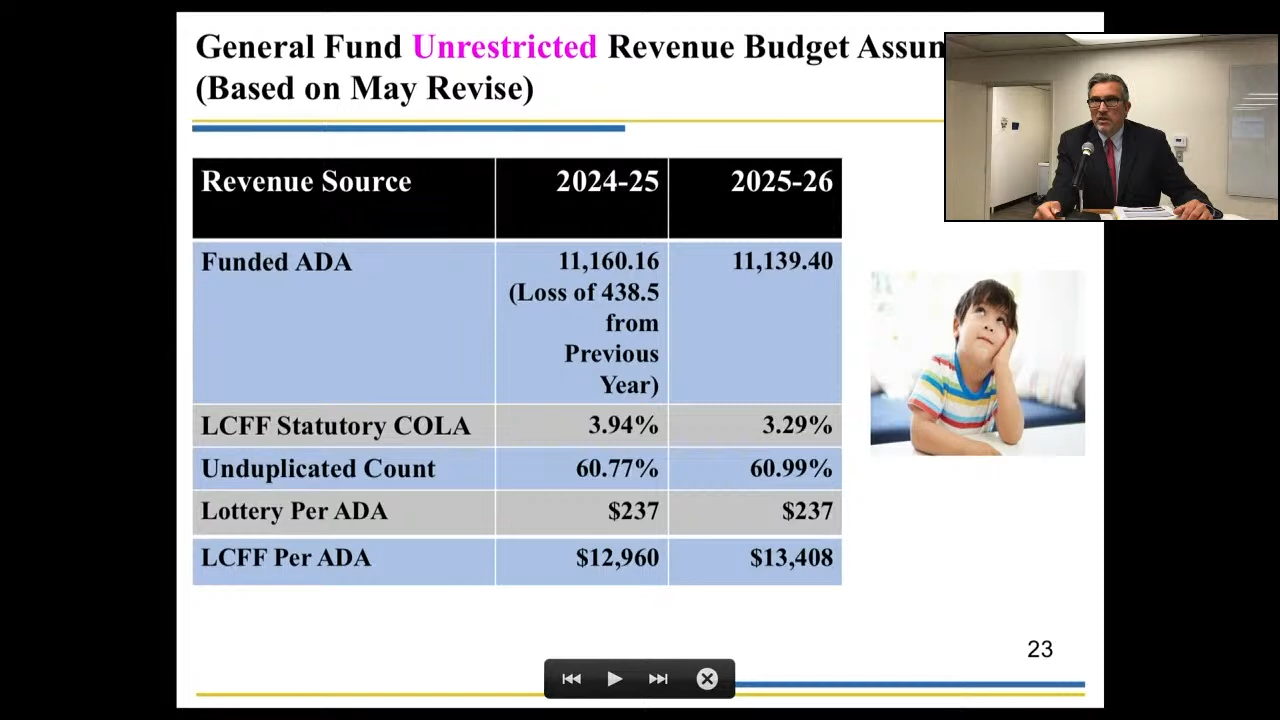 General Fund Unrestricted Revenue Budget
(Based on May Revise)
Revenue Source 2024-25 2025-26
Funded ADA 11,160.16 11,139.40
(Loss of 438.5
from
Previous
Year)
LCFF Statutory COLA 3.94% 3.29%
Unduplicated Count 60.77% 60.99%
Lottery Per ADA $237 $237
LCFF Per ADA $12,960 $13,408
23